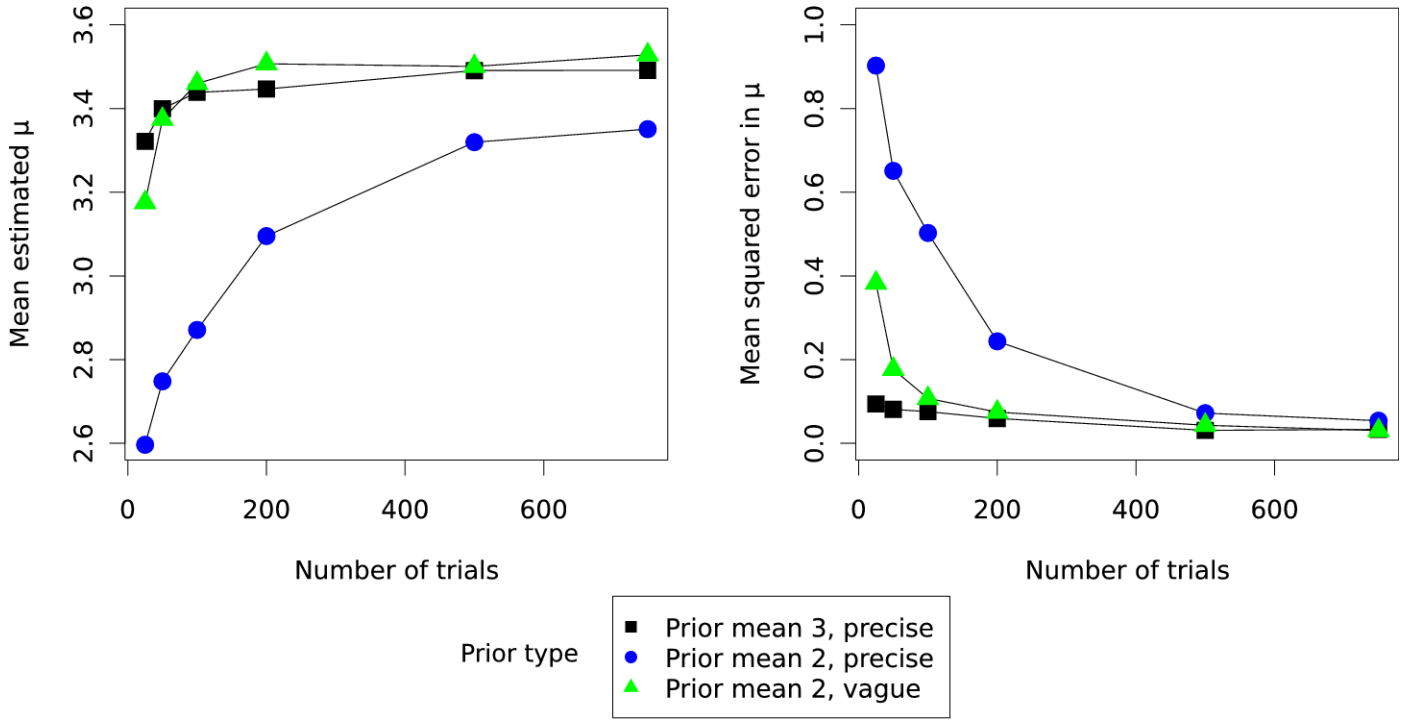 Mean estimated μ
3.6
3.4
3.2
3.0
2.8
2.6
0 200 400 600
Number of trials
Mean squared error in μ
1.0
0.8
0.6
0.4
0.2
0.0
0 200 400 600
Number of trials
Prior type
Prior mean 3, precise
Prior mean 2, precise
Prior mean 2, vague